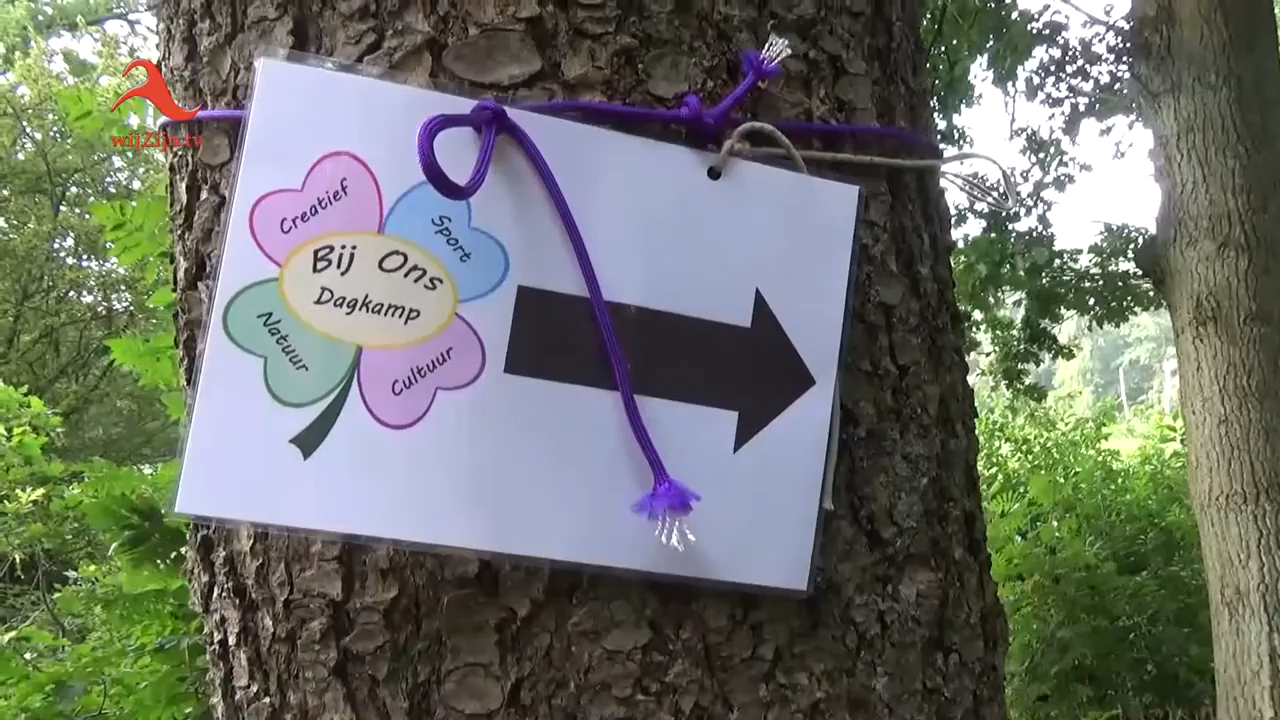 wijZijn.tv
Creatief
Sport
Bij Ons
Dagkamp
Natuur
Cultuur